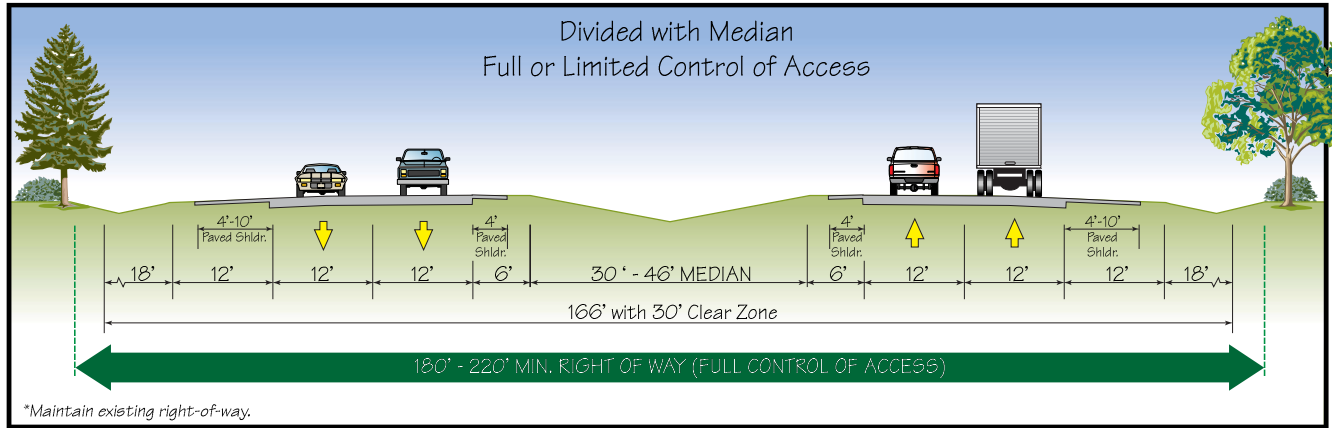 Divided with Median
Full or Limited Control of Access
4'-10'
Paved Shldr.
4'
Paved
Shldr.
4'
Paved
Shldr.
4'-10'
Paved
Shldr.
18' 12' 12' 12' 6' 30 ' - 46' MEDIAN 6' 12' 12' 12' 18'
166' with 30' Clear Zone
180' - 220' MIN. RIGHT OF WAY (FULL CONTROL OF ACCESS)
*Maintain existing right-of-way.